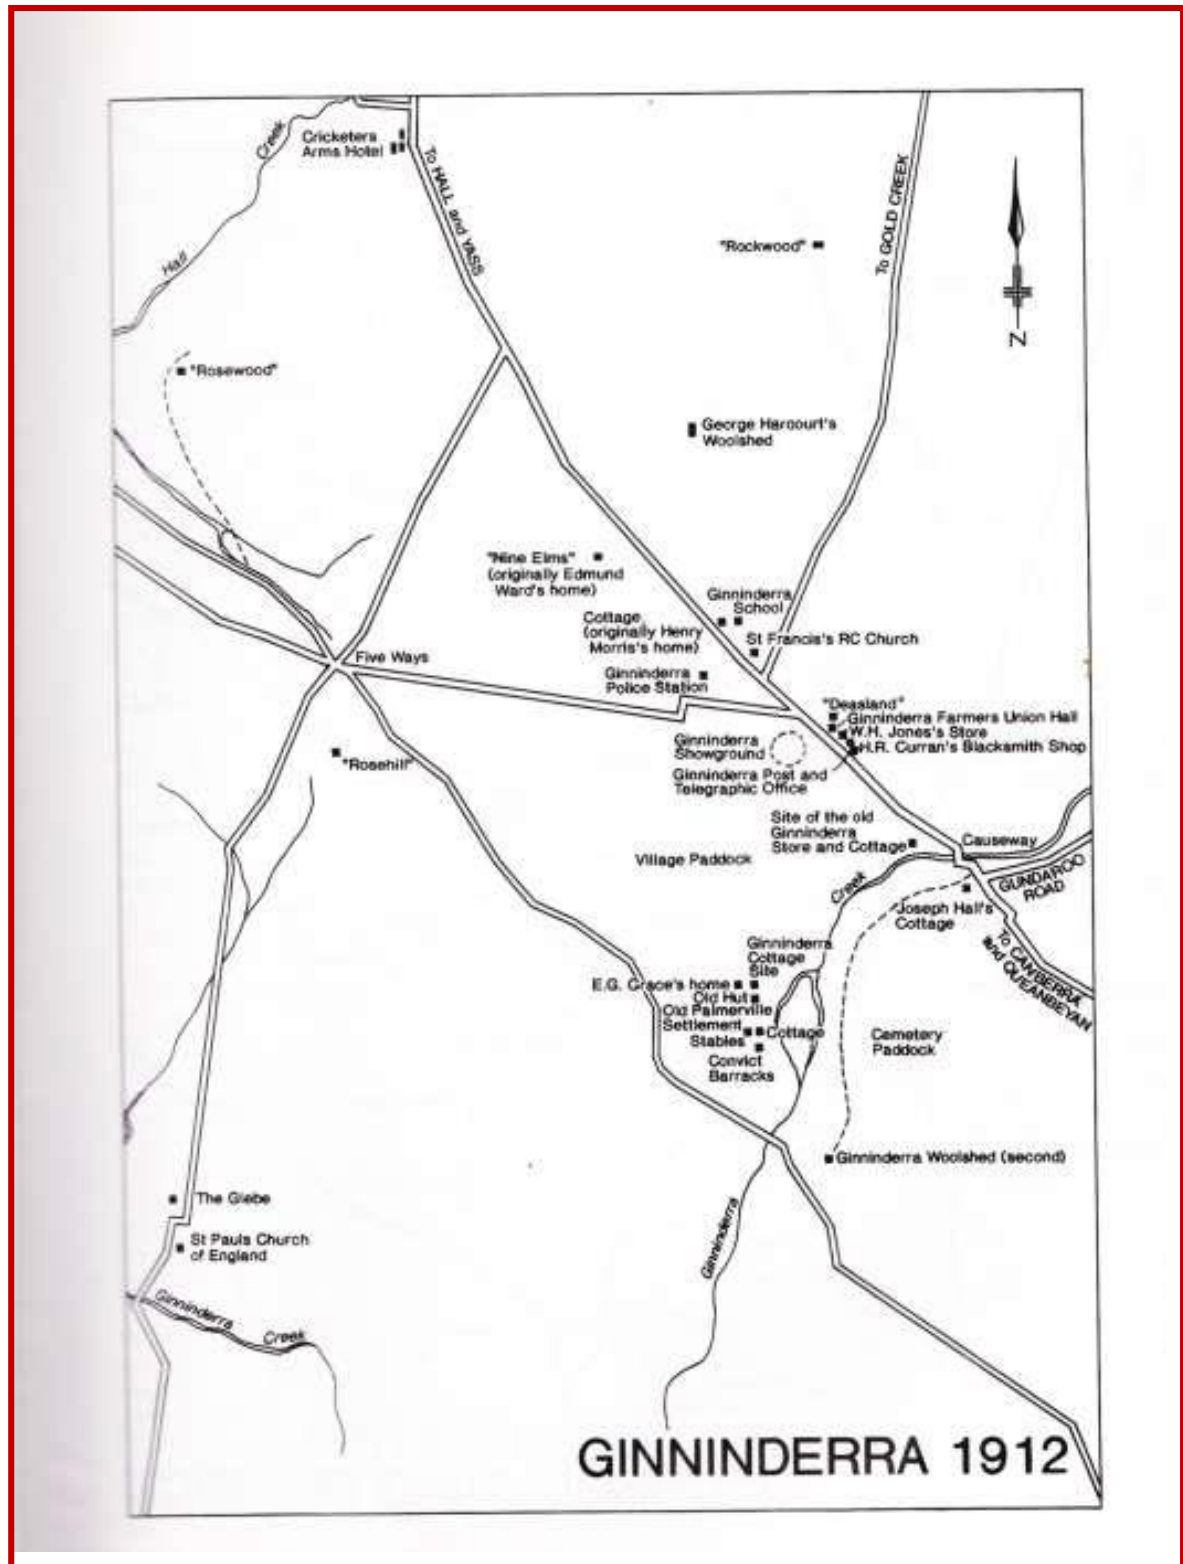 Creek
Hall
Cricketers
Arms Hotel
To HALL and YASS
To GOLD CREEK
"Rockwood"
N
"Rosewood"
George Harcourt's
Woolshed
"Nine Elms"
(originally Edmund
Ward's home)
Ginninderra
School
Cottage
(originally Henry
Morris's home)
St Francis's RC Church
Five Ways
Ginninderra
Police Station
"Deasland"
Ginninderra Farmers Union Hall
W.H. Jones's Store
H.R. Curran's Blacksmith Shop
Ginninderra
Showground
Ginninderra Post and
Telegraphic Office
"Rosehill"
Site of the old
Ginninderra
Store and Cottage
Causeway
Village Paddock
GUNDAROO
ROAD
Creek
Joseph Hall's
Cottage
To CANBERRA
and QUEANBEYAN
Ginninderra
Cottage
Site
E.G. Crace's home
Old Hut
Old Palmerville
Settlement
Cottage
Stables
Convict
Barracks
Cemetery
Paddock
Ginninderra Woolshed (second)
The Glebe
St Pauls Church
of England
Ginninderra
Ginninderra
Creek
GINNINDERRA 1912